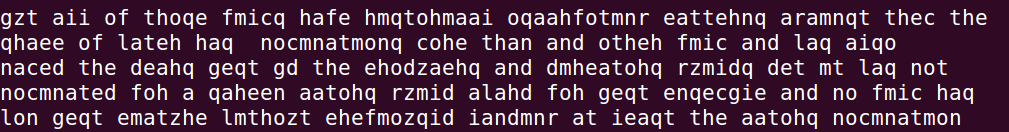 gzt aii of thoqe fmicq hafe hmqtohmaai oqaahfotmnr eattehnq aramnqt thec the
qhaee of lateh haq  nocmnatmonq cohe than and otheh fmic and laq aiqo
naced the deahq geqt gd the ehodzaehq and dmheatohq rzmidq det mt laq not
nocmnated foh a qaheen aatohq rzmid alahd foh geqt enqecgie and no fmic haq
lon geqt ematzhe lmthozt ehefmozqid iandmnr at ieaqt the aatohq nocmnatmon